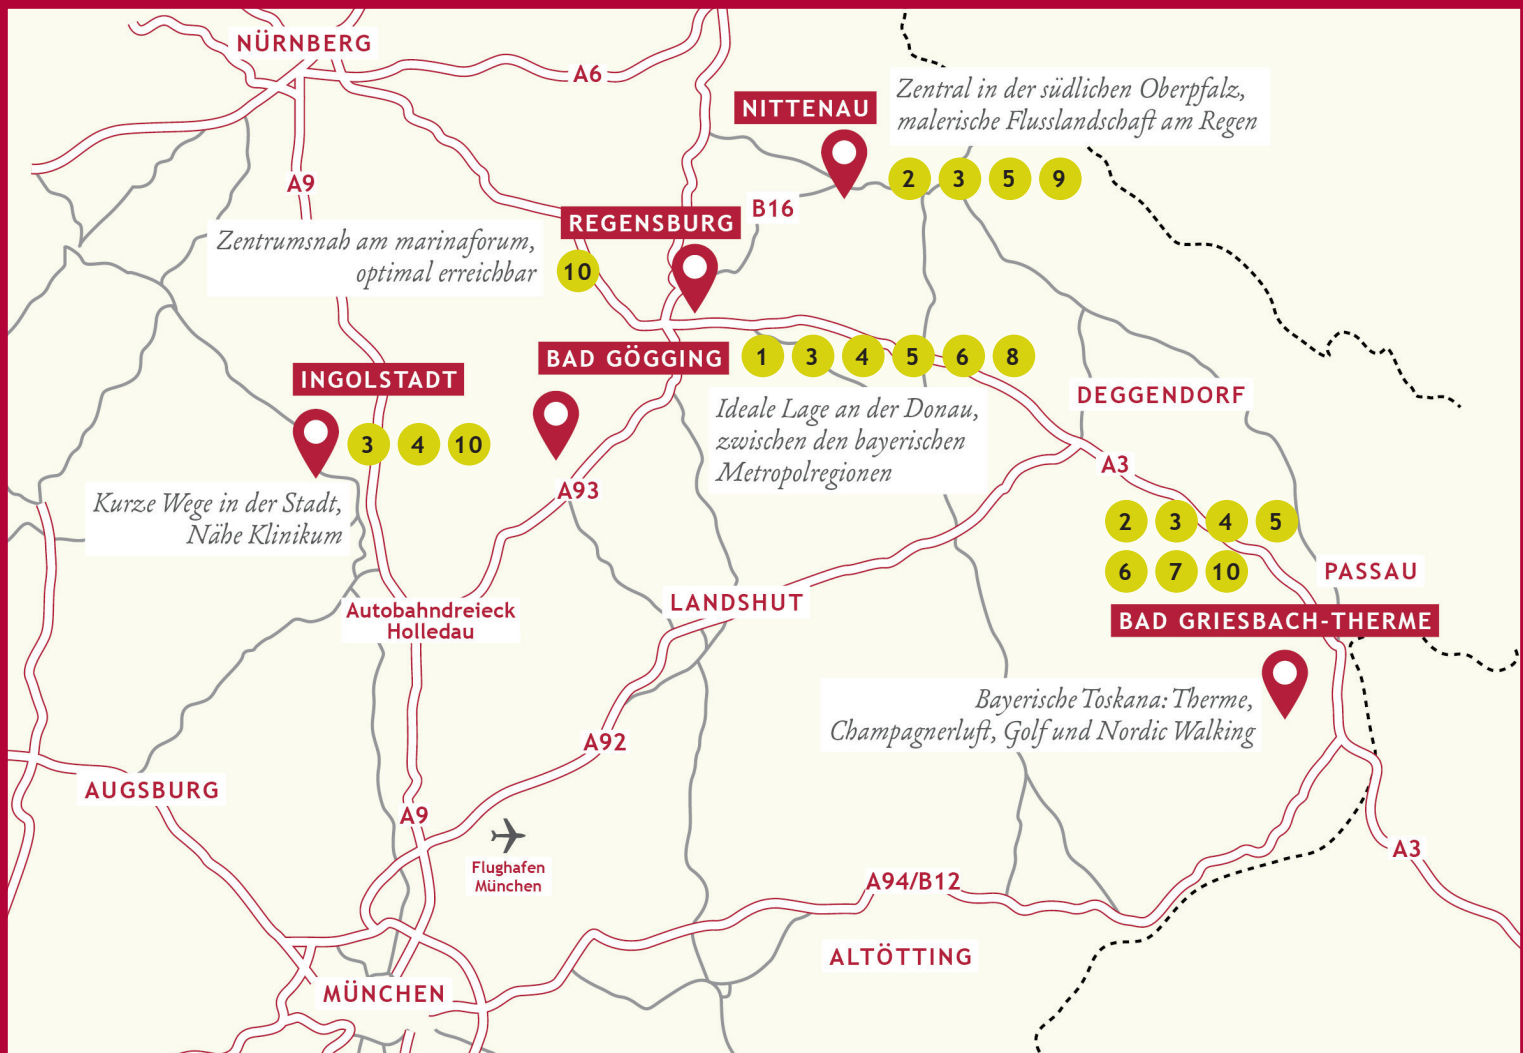 NÜRNBERG
A6
NITTENAU
Zentral in der südlichen Oberpfalz,
malerische Flusslandschaft am Regen
2 3 5 9
A9
B16
REGENSBURG
Zentrumsnah am marinaforum,
optimal erreichbar
10
BAD GÖGGING
1 3 4 5 6 8
Ideale Lage an der Donau,
zwischen den bayerischen
Metropolregionen
INGOLSTADT
3 4 10
Kurze Wege in der Stadt,
Nähe Klinikum
DEGGENDORF
A3
A93
2 3 4 5
6 7 10
PASSAU
BAD GRIESBACH-THERME
Bayerische Toskana: Therme,
Champagnerluft, Golf und Nordic Walking
Autobahndreieck
Holledau
LANDSHUT
A92
AUGSBURG
A9
Flughafen
München
A3
A94/B12
ALTÖTTING
MÜNCHEN